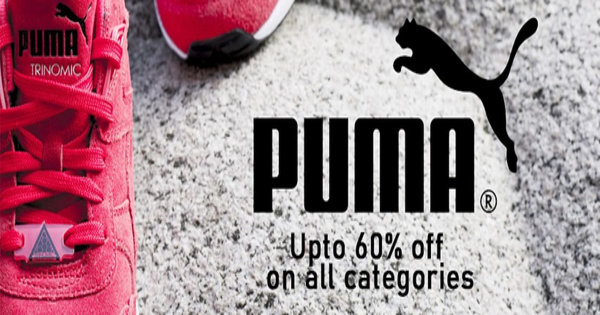 PUMA
TRINOMIC
PUMA®
Upto 60% off
on all categories